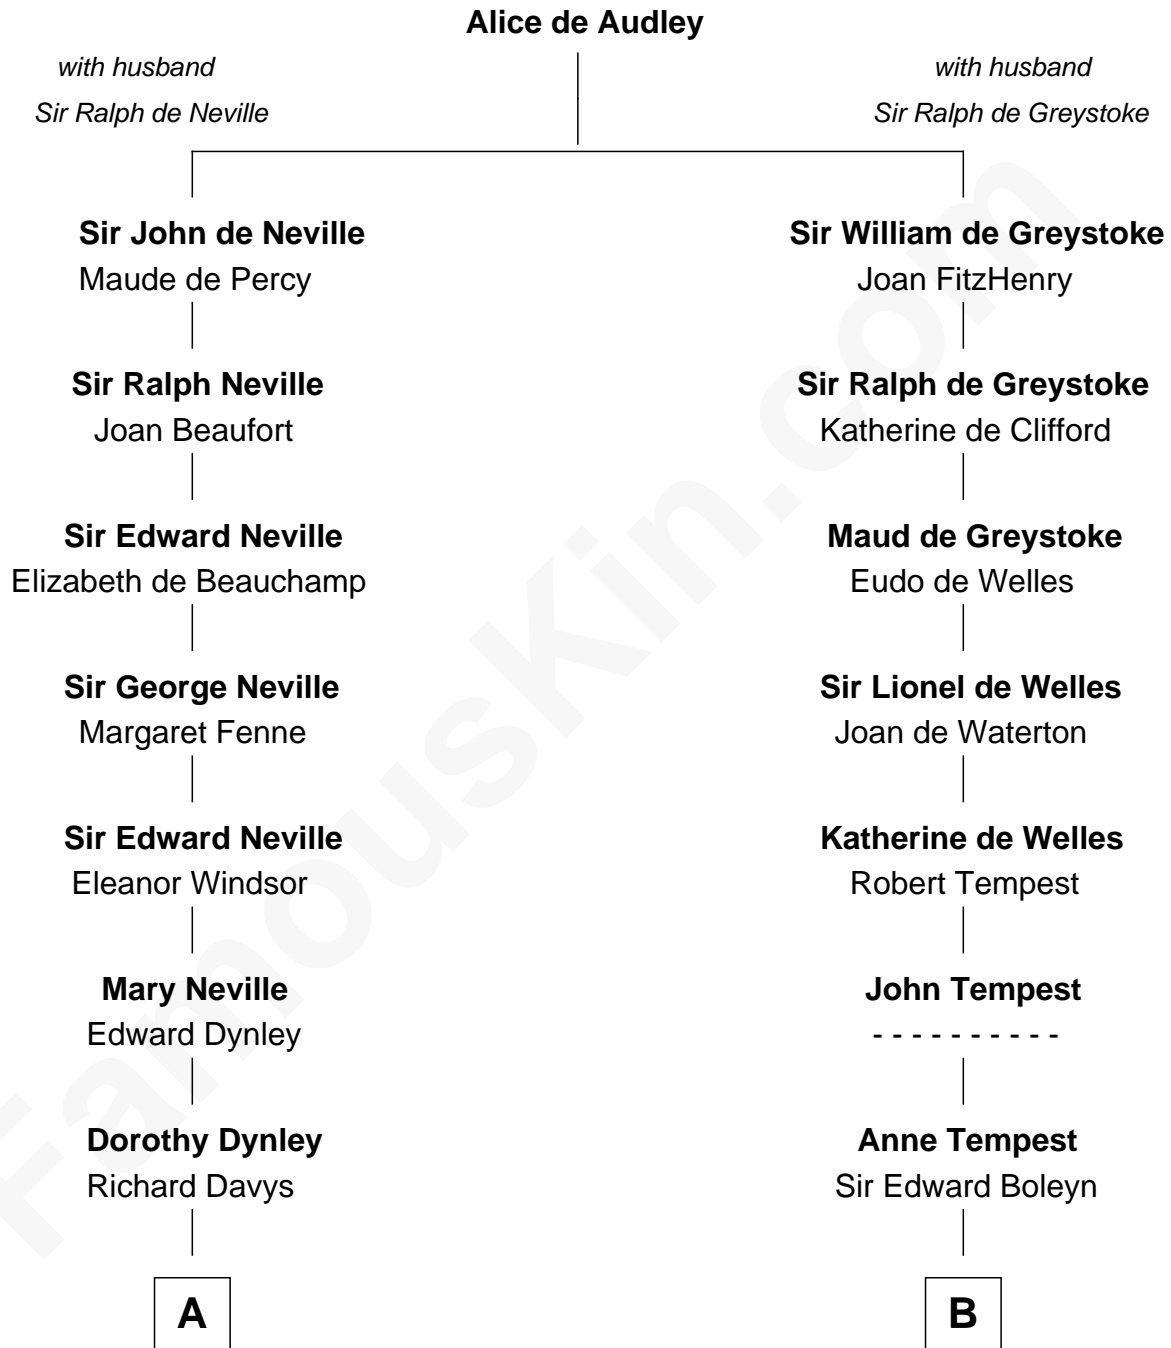 Alice de Audley
with husband
Sir Ralph de Neville
with husband
Sir Ralph de Greystoke
Sir John de Neville
Maude de Percy
Sir William de Greystoke
Joan FitzHenry
Sir Ralph Neville
Joan Beaufort
Sir Ralph de Greystoke
Katherine de Clifford
Sir Edward Neville
Elizabeth de Beauchamp
Maud de Greystoke
Eudo de Welles
Sir George Neville
Margaret Fenne
Sir Lionel de Welles
Joan de Waterton
Sir Edward Neville
Eleanor Windsor
Katherine de Welles
Robert Tempest
Mary Neville
Edward Dynley
John Tempest
- - - - - - - - - -
Dorothy Dynley
Richard Davys
Anne Tempest
Sir Edward Boleyn
A
B
FamousKin.com